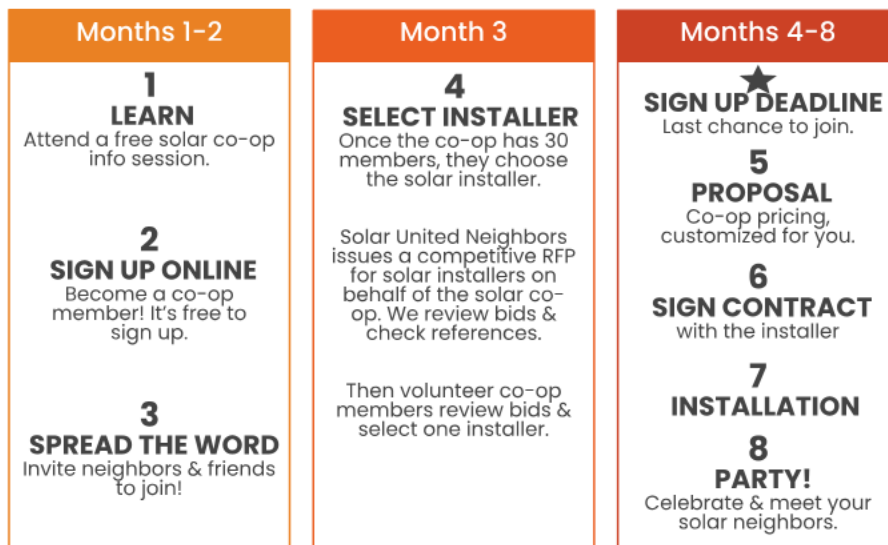 Months 1-2
1
LEARN
Attend a free solar co-op
info session.
2
SIGN UP ONLINE
Become a co-op
member! It's free to
sign up.
3
SPREAD THE WORD
Invite neighbors & friends
to join!
Month 3
4
SELECT INSTALLER
Once the co-op has 30
members, they choose
the solar installer.
Solar United Neighbors
issues a competitive RFP
for solar installers on
behalf of the solar co-
op. We review bids &
check references.
Then volunteer co-op
members review bids &
select one installer.
Months 4-8
SIGN UP DEADLINE
Last chance to join.
5
PROPOSAL
Co-op pricing,
customized for you.
6
SIGN CONTRACT
with the installer
7
INSTALLATION
8
PARTY!
Celebrate & meet your
solar neighbors.